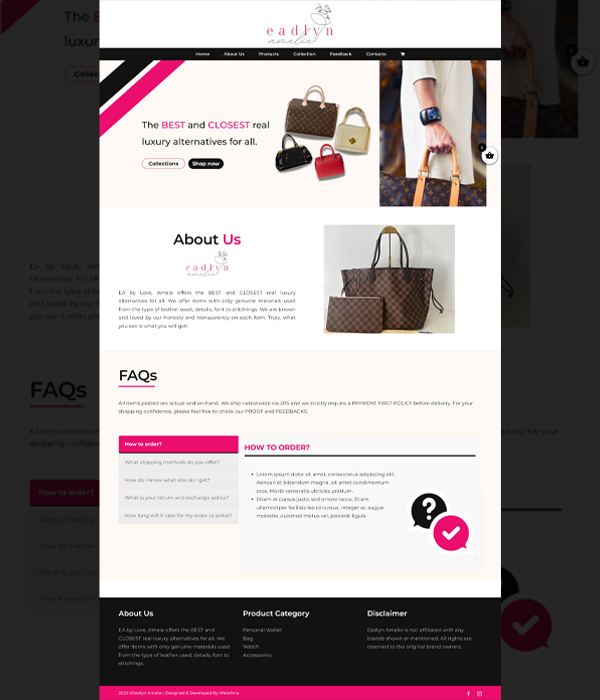 eadlyn
amelie
Home About Us Products Collection Feedback Contacts
The BEST and CLOSEST real
luxury alternatives for all.
Collections Shop now
About Us
eadlyn
amelie
EA by Love, Amela offers the BEST and CLOSEST real luxury
alternatives for all. We offer items with only genuine materials used
from the type of leather used, details, font to stitchings. We are known
and loved by our honesty and transparency on each item. Truly, what
you see is what you will get!
FAQs
All items posted are actual and on-hand. We ship nationwide via JRS and we strictly require a PAYMENT FIRST POLICY before delivery. For your
shopping confidence, please feel free to check our PROOF and FEEDBACKS.
How to order?
What shipping methods do you offer?
How do I know what size do I get?
What is your return and exchange policy?
How long will it take for my order to order?
HOW TO ORDER?
Lorem ipsum dolor sit amet, consectetur adipiscing elit.
Aenean et bibendum magna, sit amet condimentum
eros. Morbi venenatis ultricies pretium.
Etiam at cursus justo, sed ornare lacus. Etiam
ullamcorper facilisis leo id cursus. Integer ac augue
molestie, euismod metus vel, placerat ligula.
About Us
EA by Love, Amela offers the BEST and
CLOSEST real luxury alternatives for all. We
offer items with only genuine materials used
from the type of leather used, details, font to
stitchings.
Product Category
Personal Wallet
Bag
Watch
Accessories
Disclaimer
Eadlyn Amelie is not affiliated with any
brands shown or mentioned. All rights are
reserved to the original brand owners.
2023 ©Eadlyn Amelie | Designed & Developed By